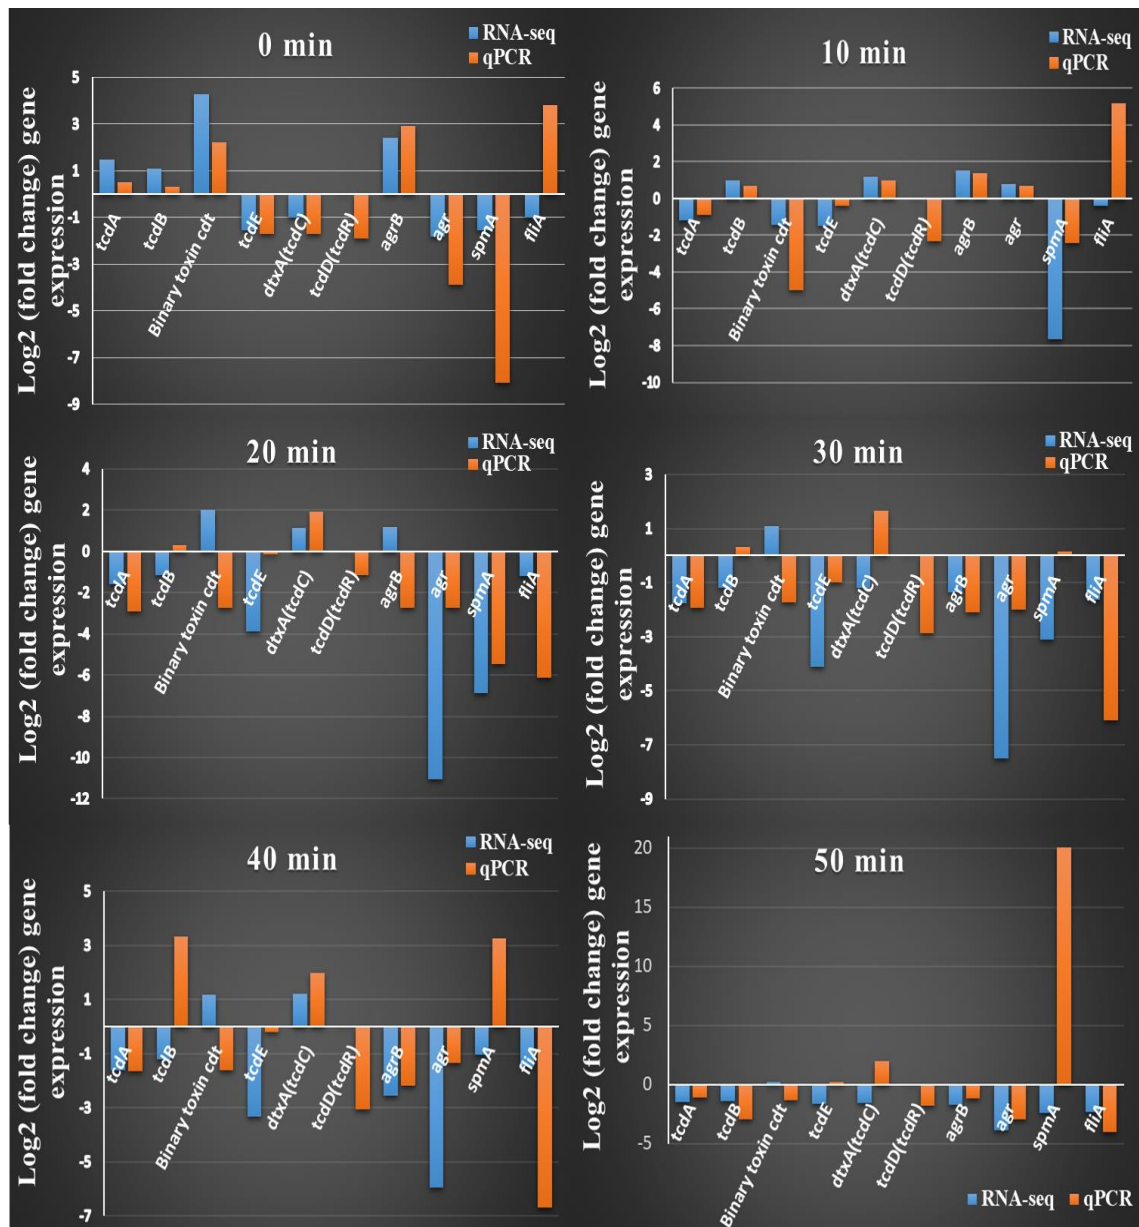 0 min
RNA-seq
qPCR
Log2 (fold change) gene
expression
5
3
1
-1
-3
-5
-7
-9
tcdA
tcdB
Binary toxin cdt
tcdE
dtxA(tcdC)
tcdD(tcdR)
agrB
agr
spmA
fliA
10 min
RNA-seq
qPCR
Log2 (fold change) gene
expression
6
4
2
0
-2
-4
-6
-8
-10
tcdA
tcdB
Binary toxin cdt
tcdE
dtxA(tcdC)
tcdD(tcdR)
agrB
agr
spmA
fliA
20 min
RNA-seq
qPCR
Log2 (fold change) gene
expression
4
2
0
-2
-4
-6
-8
-10
-12
tcdA
tcdB
Binary toxin cdt
tcdE
dtxA(tcdC)
tcdD(tcdR)
agrB
agr
spmA
fliA
30 min
RNA-seq
qPCR
Log2 (fold change) gene
expression
3
1
-1
-3
-5
-7
-9
tcdA
tcdB
Binary toxin cdt
tcdE
dtxA(tcdC)
tcdD(tcdR)
agrB
agr
spmA
fliA
40 min
RNA-seq
qPCR
Log2 (fold change) gene
expression
5
3
1
-1
-3
-5
-7
tcdA
tcdB
Binary toxin cdt
tcdE
dtxA(tcdC)
tcdD(tcdR)
agrB
agr
spmA
fliA
50 min
Log2 (fold change) gene
expression
20
15
10
5
0
-5
tcdA
tcdB
Binary toxin cdt
tcdE
dtxA(tcdC)
tcdD(tcdR)
agrB
agr
spmA
fliA
RNA-seq qPCR